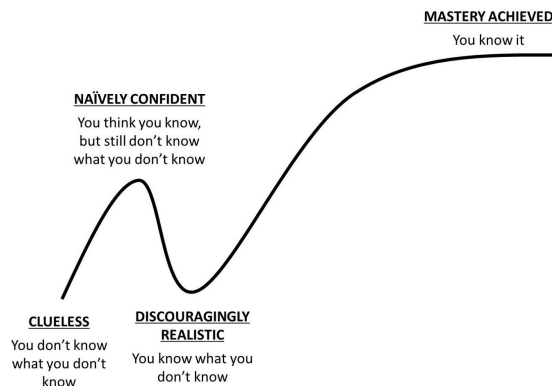 MASTERY ACHIEVED
You know it
NAÏVELY CONFIDENT
You think you know,
but still don't know
what you don't know
CLUELESS
You don't know
what you don't
know
DISCOURAGINGLY
REALISTIC
You know what you
don't know